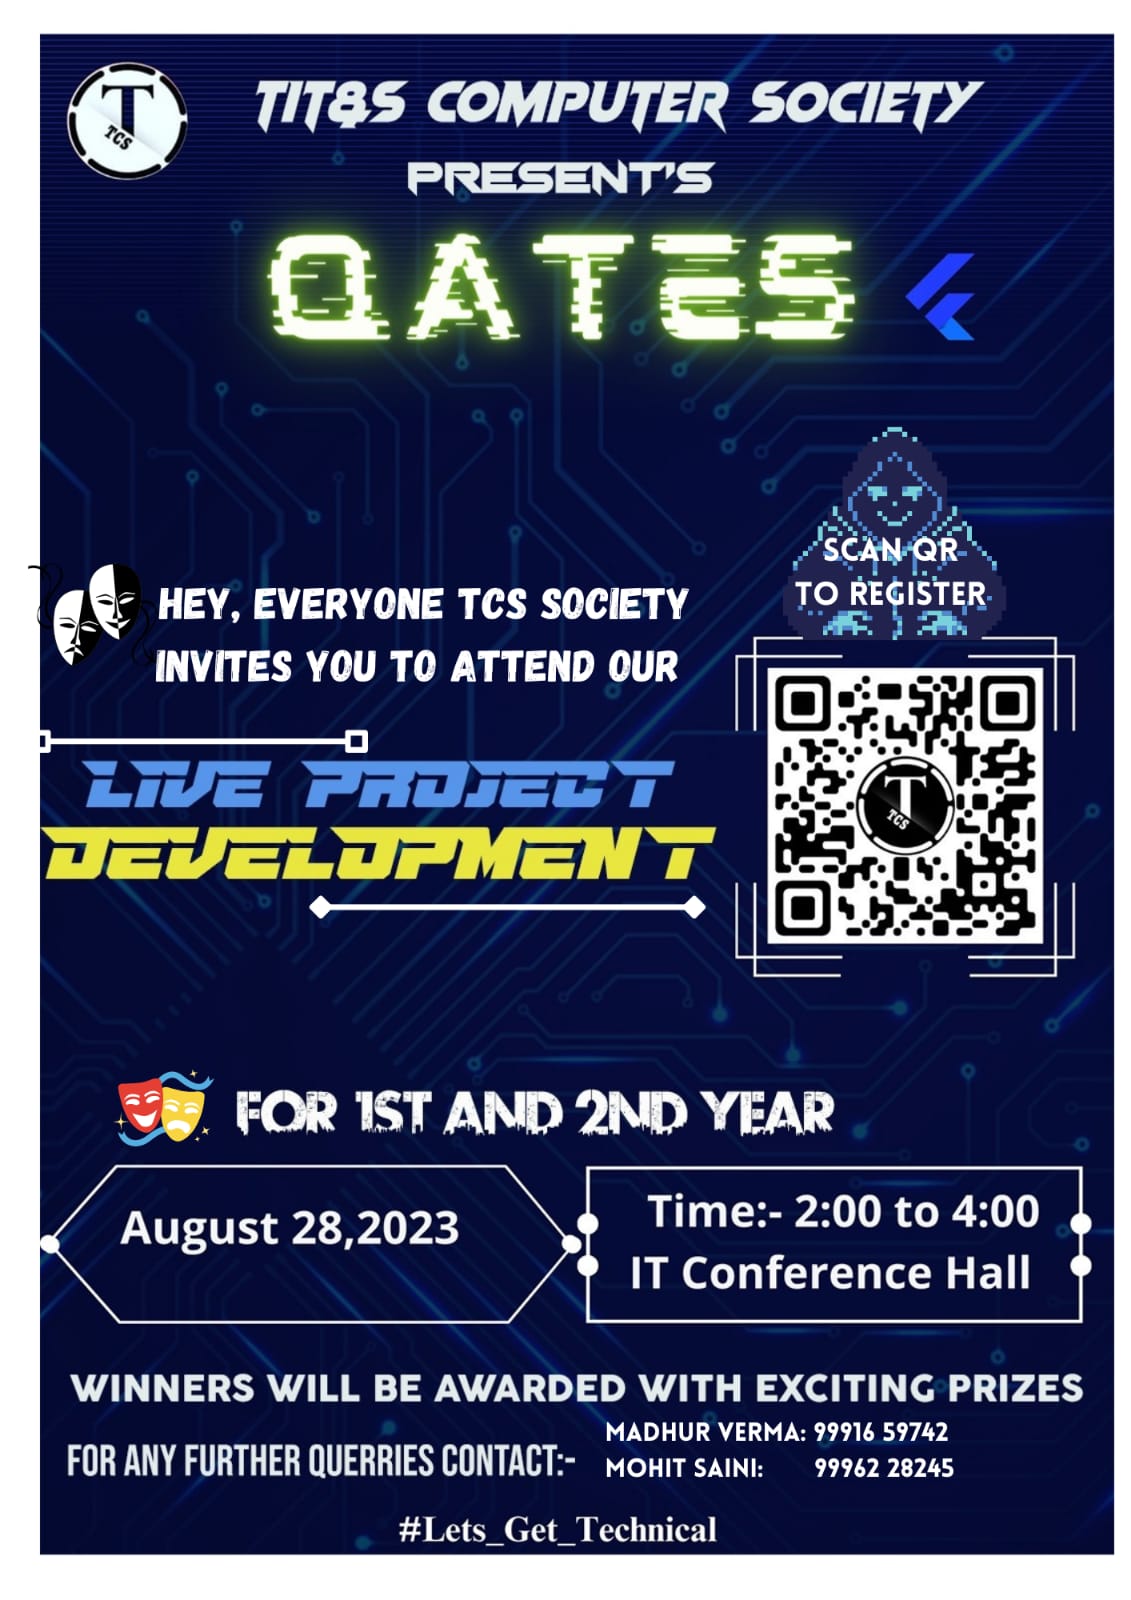 T
TCS
TIT&S COMPUTER SOCIETY
PRESENT'S
QATES
SCAN QR
TO REGISTER
HEY, EVERYONE TCS SOCIETY
INVITES YOU TO ATTEND OUR
LIVE PROJECT
DEVELOPMENT
T
TCS
FOR 1ST AND 2ND YEAR
August 28,2023
Time:- 2:00 to 4:00
IT Conference Hall
WINNERS WILL BE AWARDED WITH EXCITING PRIZES
FOR ANY FURTHER QUERRIES CONTACT:-
MADHUR VERMA: 99916 59742
MOHIT SAINI: 99962 28245
#Lets_Get_Technical